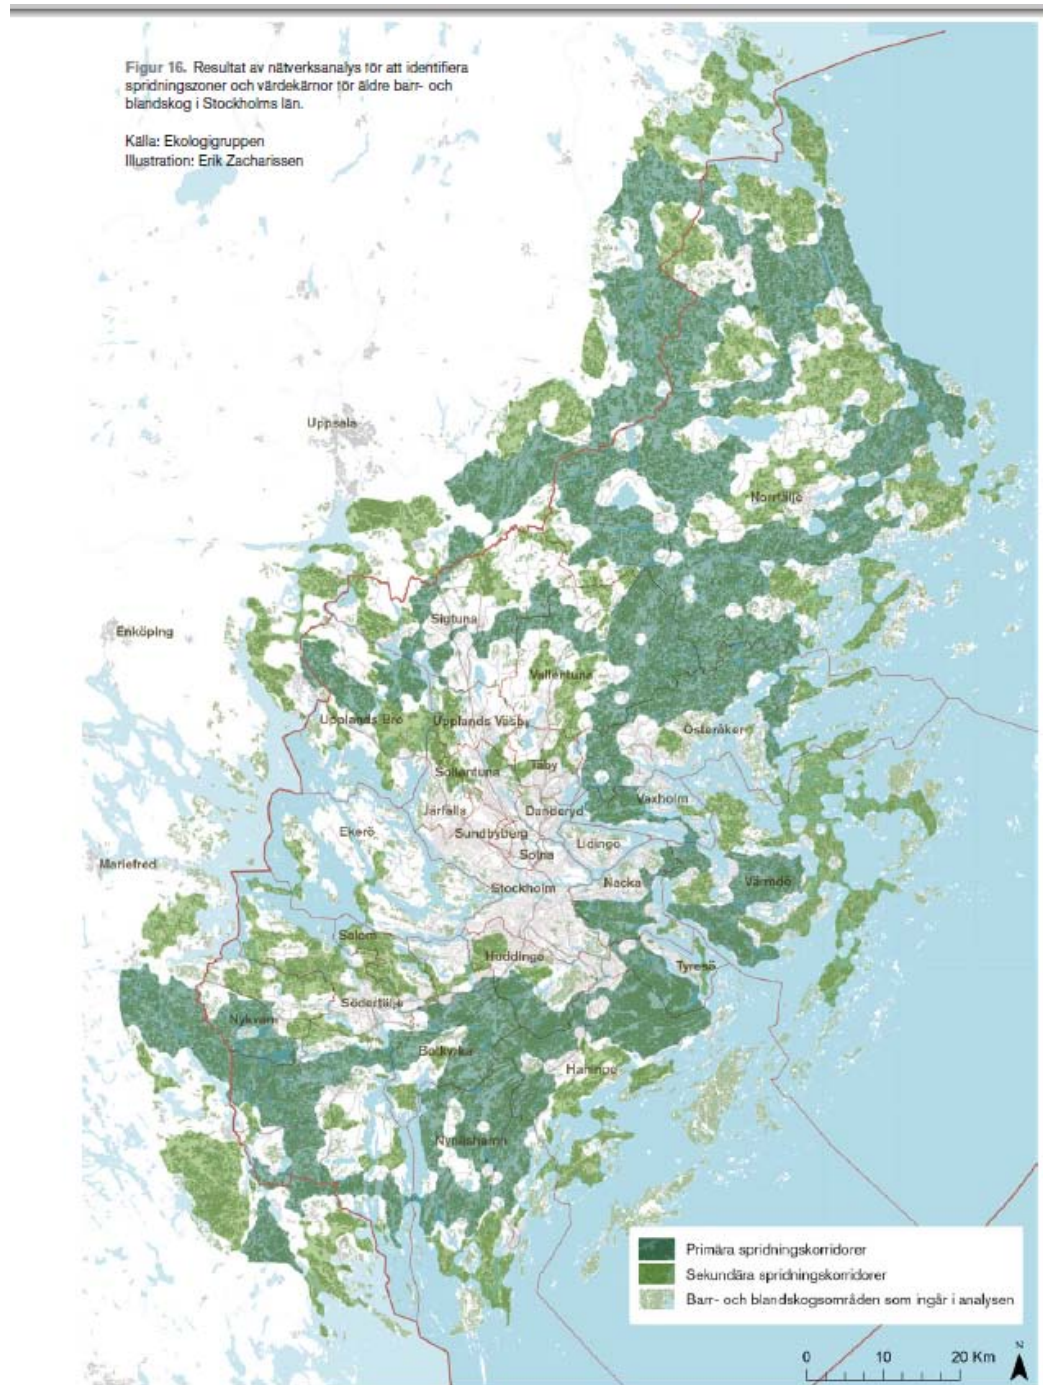 Figur 16. Resultat av nätverksanalys för att identifiera
spridningszoner och värdekärnor för äldre barr- och
blandskog i Stockholms län.
Källa: Ekologigruppen
Illustration: Erik Zacharissen
Uppsala
Norrtälje
Enköping
Sigtuna
Vallentuna
Upplands Bro
Upplands Väsby
Österåker
Sollentuna
Täby
Järfälla
Danderyd
Vaxholm
Ekerö
Sundbyberg
Lidingö
Solna
Mariefred
Stockholm
Nacka
Värmdö
Salem
Huddinge
Tyresö
Södertälje
Nykvarn
Botkyrka
Haninge
Nynäshamn
Primära spridningskorridorer
Sekundära spridningskorridorer
Barr- och blandskogsområden som ingår i analysen
0 10 20 Km
N